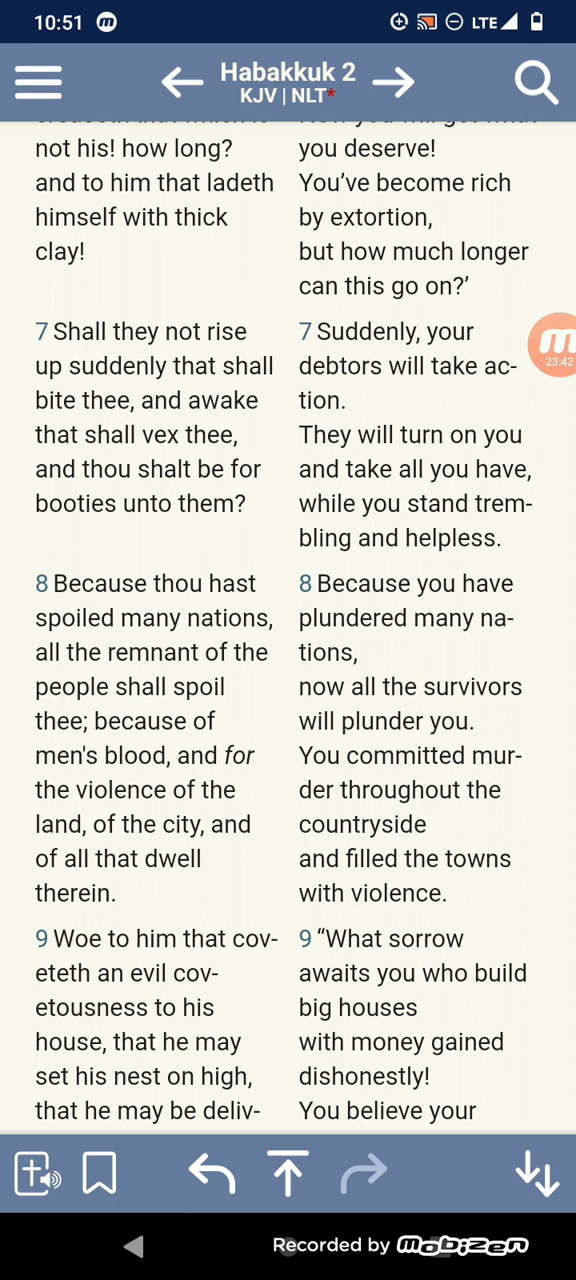 10:51
LTE
Habakkuk 2
KJV | NLT*
not his! how long?
and to him that ladeth
himself with thick
clay!
7 Shall they not rise
up suddenly that shall
bite thee, and awake
that shall vex thee,
and thou shalt be for
booties unto them?
8 Because thou hast
spoiled many nations,
all the remnant of the
people shall spoil
thee; because of
men's blood, and for
the violence of the
land, of the city, and
of all that dwell
therein.
9 Woe to him that cov-
eteth an evil cov-
etousness to his
house, that he may
set his nest on high,
that he may be deliv-
you deserve!
You’ve become rich
by extortion,
but how much longer
can this go on?’
7 Suddenly, your
debtors will take ac-
tion.
They will turn on you
and take all you have,
while you stand trem-
bling and helpless.
8 Because you have
plundered many na-
tions,
now all the survivors
will plunder you.
You committed mur-
der throughout the
countryside
and filled the towns
with violence.
9 “What sorrow
awaits you who build
big houses
with money gained
dishonestly!
You believe your
23:42
Recorded by mobizen